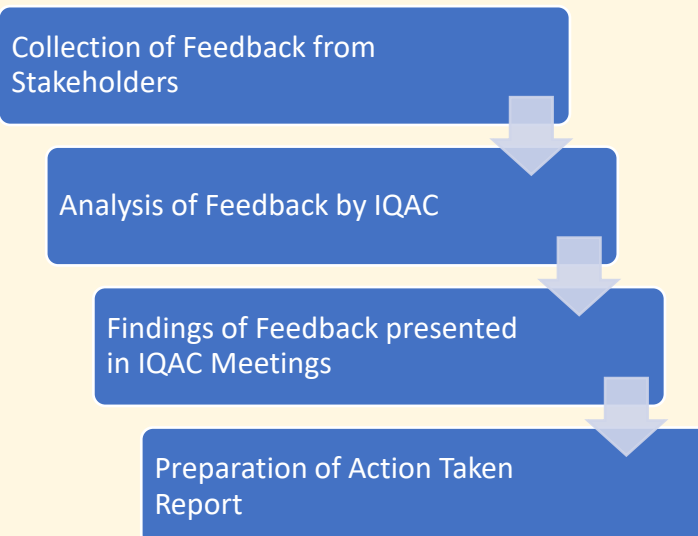 Collection of Feedback from
Stakeholders
Analysis of Feedback by IQAC
Findings of Feedback presented
in IQAC Meetings
Preparation of Action Taken
Report